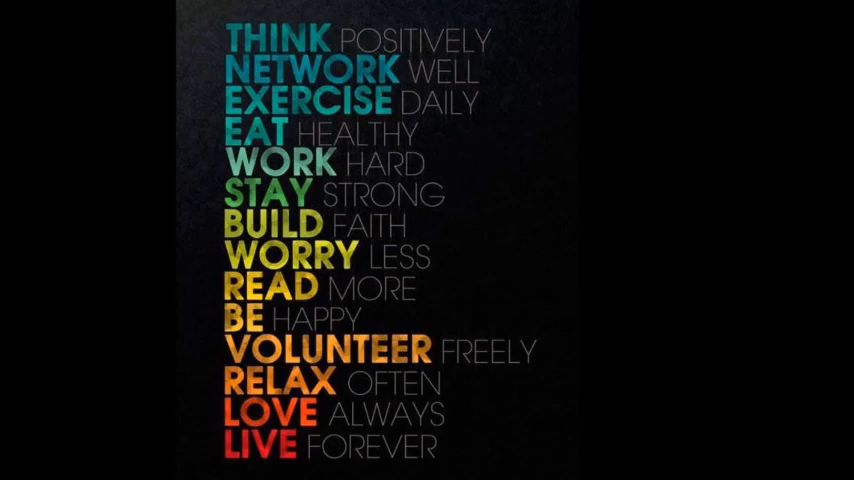 THINK POSITIVELY
NETWORK WELL
EXERCISE DAILY
EAT HEALTHY
WORK HARD
STAY STRONG
BUILD FAITH
WORRY LESS
READ MORE
BE HAPPY
VOLUNTEER FREELY
RELAX OFTEN
LOVE ALWAYS
LIVE FOREVER